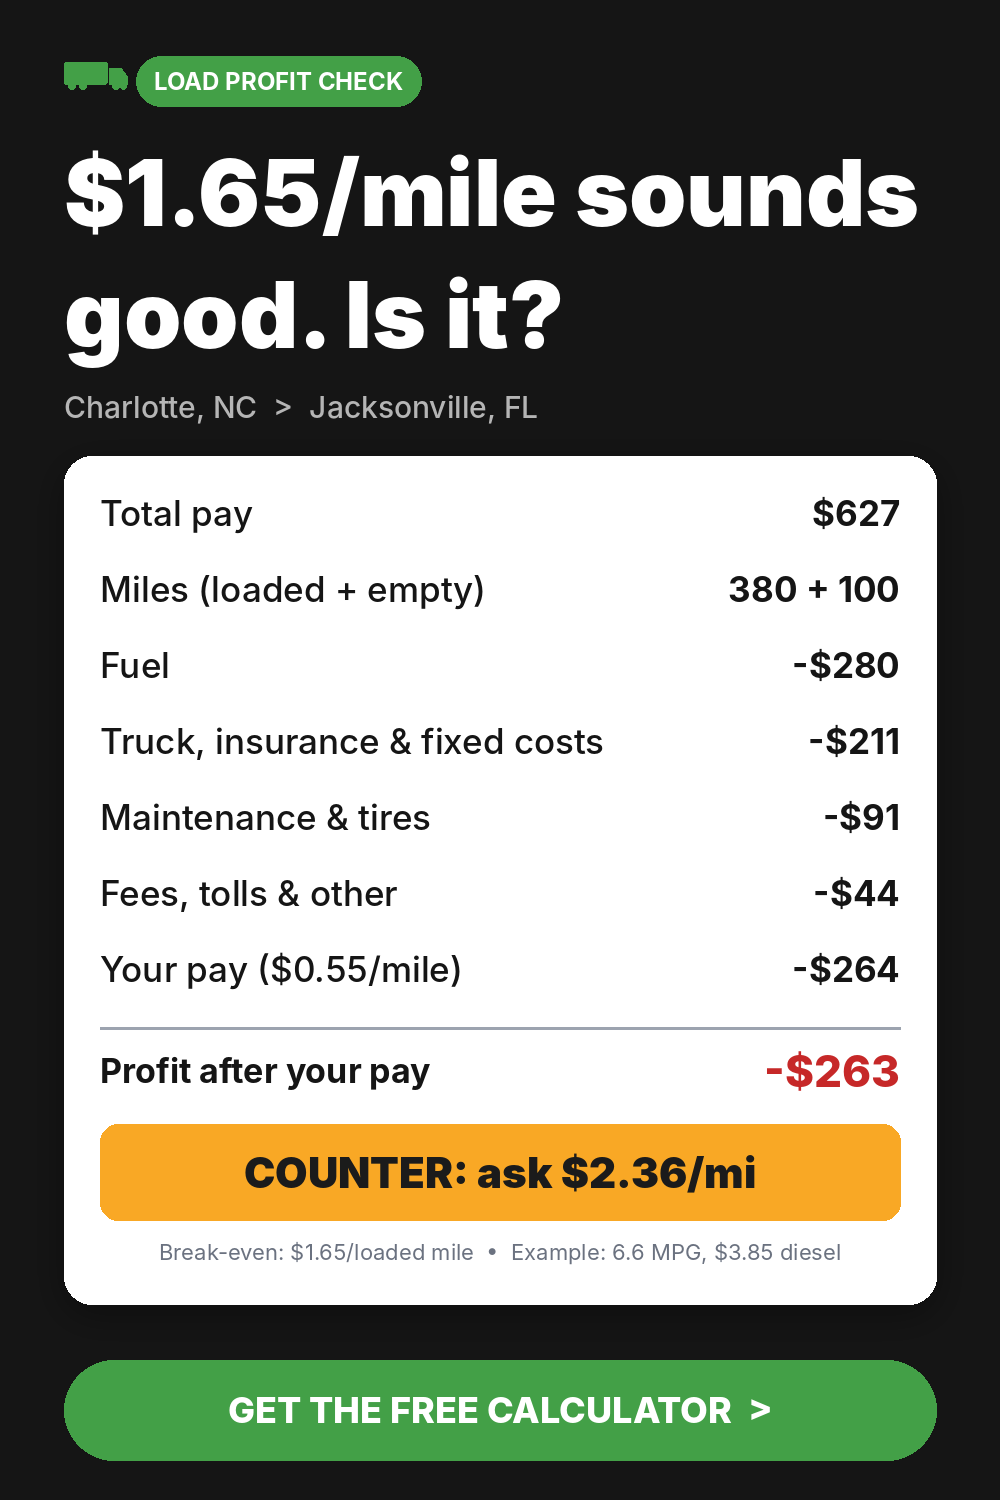 LOAD PROFIT CHECK
$1.65/mile sounds
good. Is it?
Charlotte, NC > Jacksonville, FL
Total pay $627
Miles (loaded + empty) 380 + 100
Fuel -$280
Truck, insurance & fixed costs -$211
Maintenance & tires -$91
Fees, tolls & other -$44
Your pay ($0.55/mile) -$264
Profit after your pay -$263
COUNTER: ask $2.36/mi
Break-even: $1.65/loaded mile • Example: 6.6 MPG, $3.85 diesel
GET THE FREE CALCULATOR >